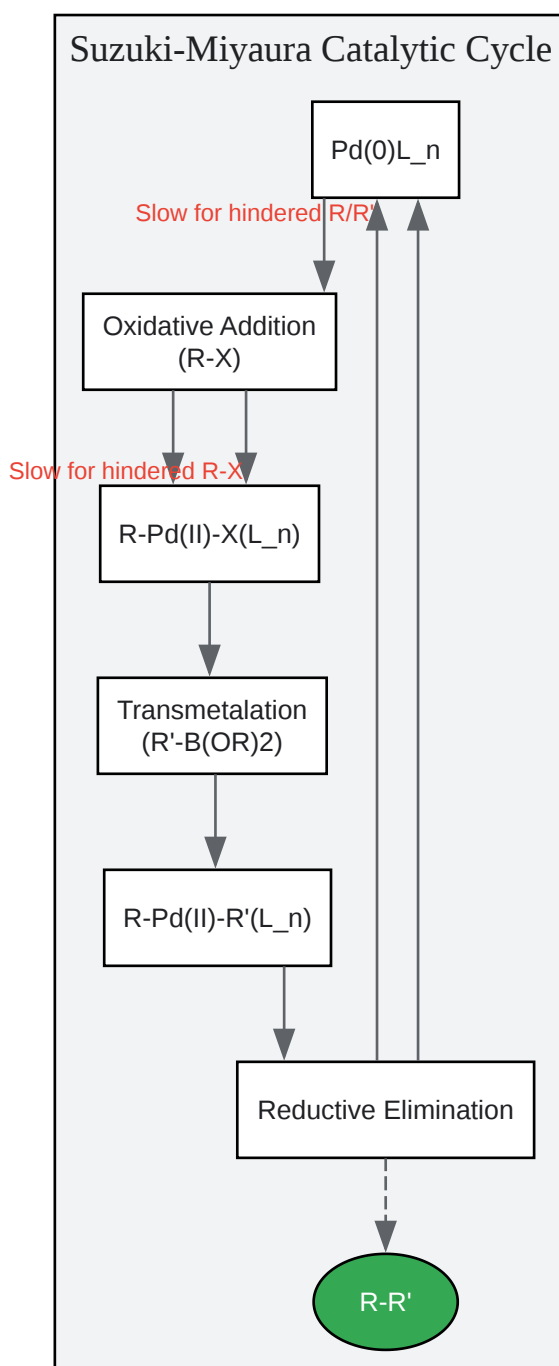 Suzuki-Miyaura Catalytic Cycle
Pd(0)L_n
Slow for hindered R/R'
Oxidative Addition
(R-X)
Slow for hindered R-X
R-Pd(II)-X(L_n)
Transmetalation
(R'-B(OR)2)
R-Pd(II)-R'(L_n)
Reductive Elimination
R-R'